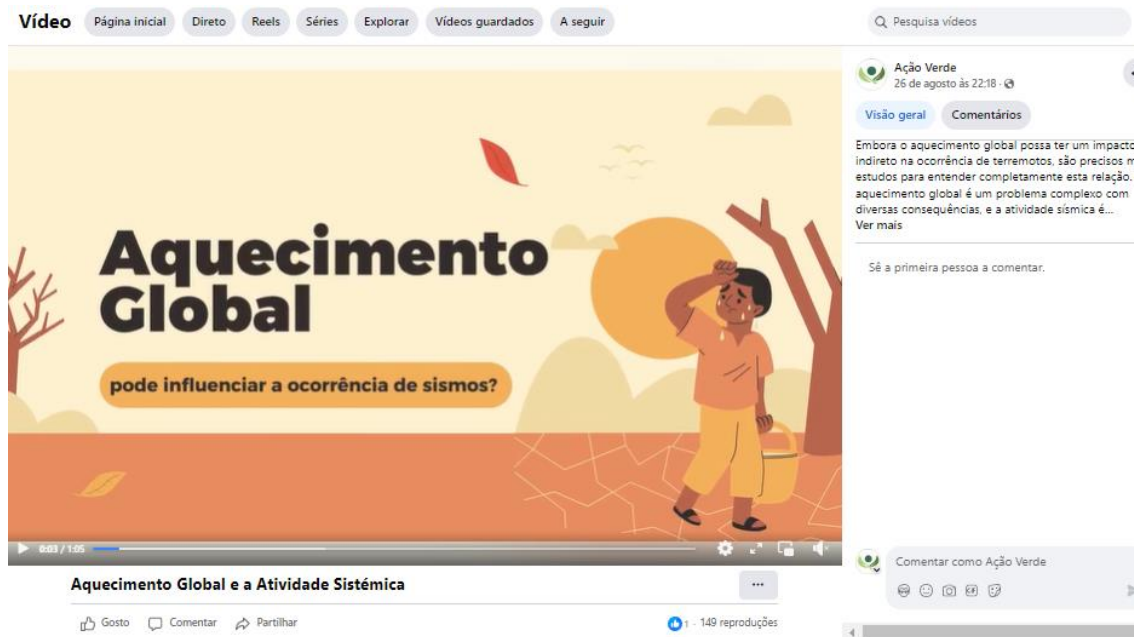 Vídeo Página inicial Direto Reels Séries Explorar Vídeos guardados A seguir
Pesquisa vídeos
Ação Verde
26 de agosto às 22:18 ·
Visão geral Comentários
Embora o aquecimento global possa ter um impacto
indireto na ocorrência de terremotos, são precisos
estudos para entender completamente esta relação.
aquecimento global é um problema complexo com
diversas consequências, e a atividade sísmica é...
Ver mais
Sê a primeira pessoa a comentar.
Comentar como Ação Verde
Aquecimento
Global
pode influenciar a ocorrência de sismos?
0:03 / 1:05
Aquecimento Global e a Atividade Sistémica
...
Gosto Comentar Partilhar
1 · 149 reproduções